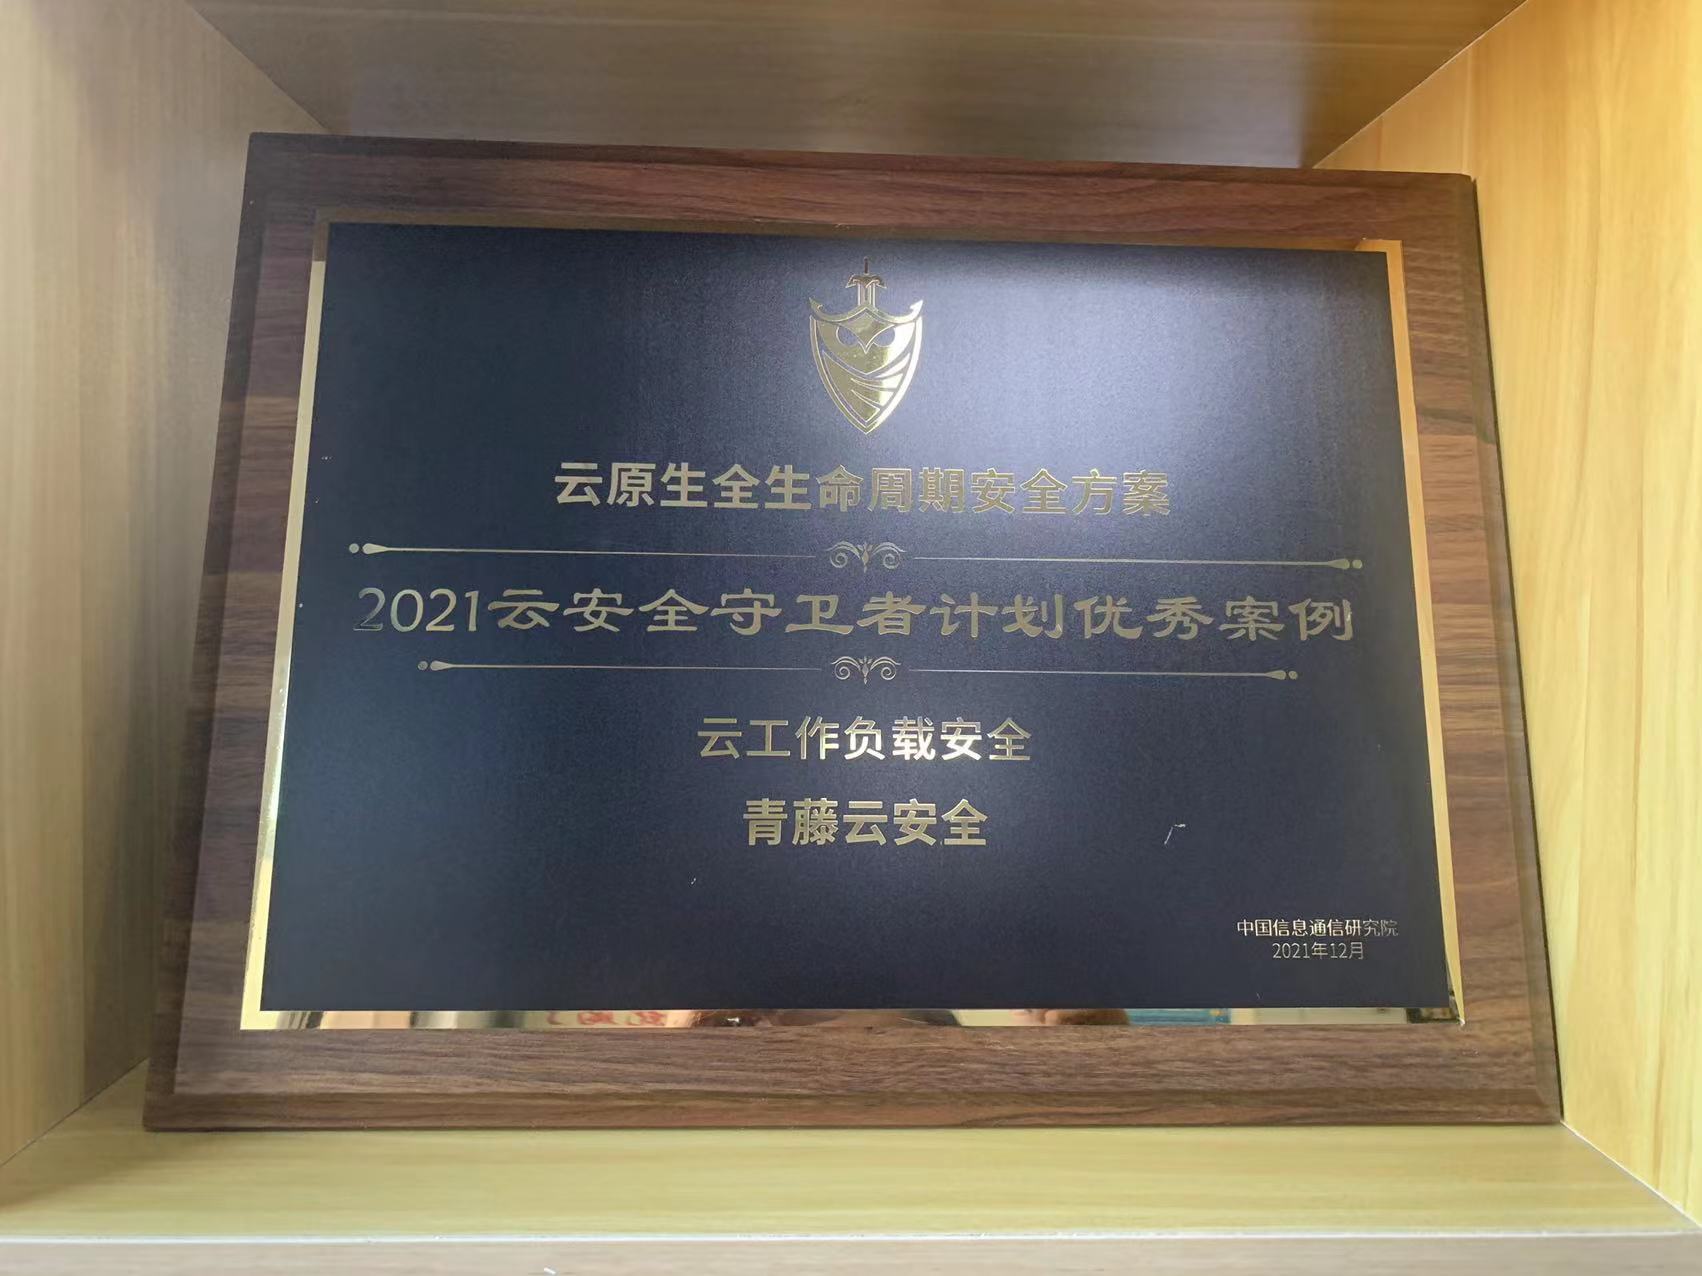 云原生全生命周期安全方案
2021云安全守卫者计划优秀案例
云工作负载安全
青藤云安全
中国信息通信研究院
2021年12月